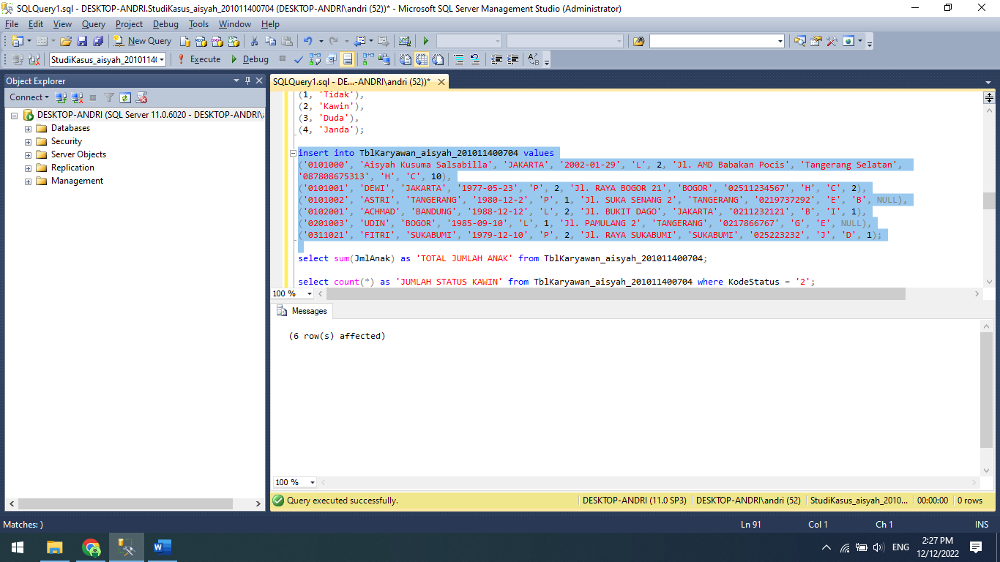 SQLQuery1.sql - DESKTOP-ANDRI.StudiKasus_aisyah_201011400704 (DESKTOP-ANDRI\andri (52))* - Microsoft SQL Server Management Studio (Administrator)
File Edit View Query Project Debug Tools Window Help
New Query
StudiKasus_aisyah_2010114( Execute Debug
Object Explorer
Connect
DESKTOP-ANDRI (SQL Server 11.0.6020 - DESKTOP-ANDRI\
Databases
Security
Server Objects
Replication
Management
SQLQuery1.sql - DE...-ANDRI\andri (52))*
(1, 'Tidak'),
(2, 'Kawin'),
(3, 'Duda'),
(4, 'Janda');
insert into TblKaryawan_aisyah_201011400704 values
('0101000', 'Aisyah Kusuma Salsabilla', 'JAKARTA', '2002-01-29', 'L', 2, 'Jl. AMD Babakan Pocis', 'Tangerang Selatan',
'087808675313', 'H', 'C', 10),
('0101001', 'DEWI', 'JAKARTA', '1977-05-23', 'P', 2, 'Jl. RAYA BOGOR 21', 'BOGOR', '02511234567', 'H', 'C', 2),
('0101002', 'ASTRI', 'TANGERANG', '1980-12-2', 'P', 1, 'Jl. SUKA SENANG 2', 'TANGERANG', '0219737292', 'E', 'B', NULL),
('0102001', 'ACHMAD', 'BANDUNG', '1988-12-12', 'L', 2, 'Jl. BUKIT DAGO', 'JAKARTA', '0211232121', 'B', 'I', 1),
('0201003', 'UDIN', 'BOGOR', '1985-09-10', 'L', 1, 'Jl. PAMULANG 2', 'TANGERANG', '0217866767', 'G', 'E', NULL),
('0311021', 'FITRI', 'SUKABUMI', '1979-12-10', 'P', 2, 'Jl. RAYA SUKABUMI', 'SUKABUMI', '025223232', 'J', 'D', 1);
select sum(JmlAnak) as 'TOTAL JUMLAH ANAK' from TblKaryawan_aisyah_201011400704;
select count(*) as 'JUMLAH STATUS KAWIN' from TblKaryawan_aisyah_201011400704 where KodeStatus = '2';
100 %
Messages
(6 row(s) affected)
100 %
Query executed successfully. DESKTOP-ANDRI (11.0 SP3) DESKTOP-ANDRI\andri (52) StudiKasus_aisyah_2010... 00:00:00 0 rows
Matches: ) Ln 91 Col 1 Ch 1 INS
ENG 2:27 PM
12/12/2022